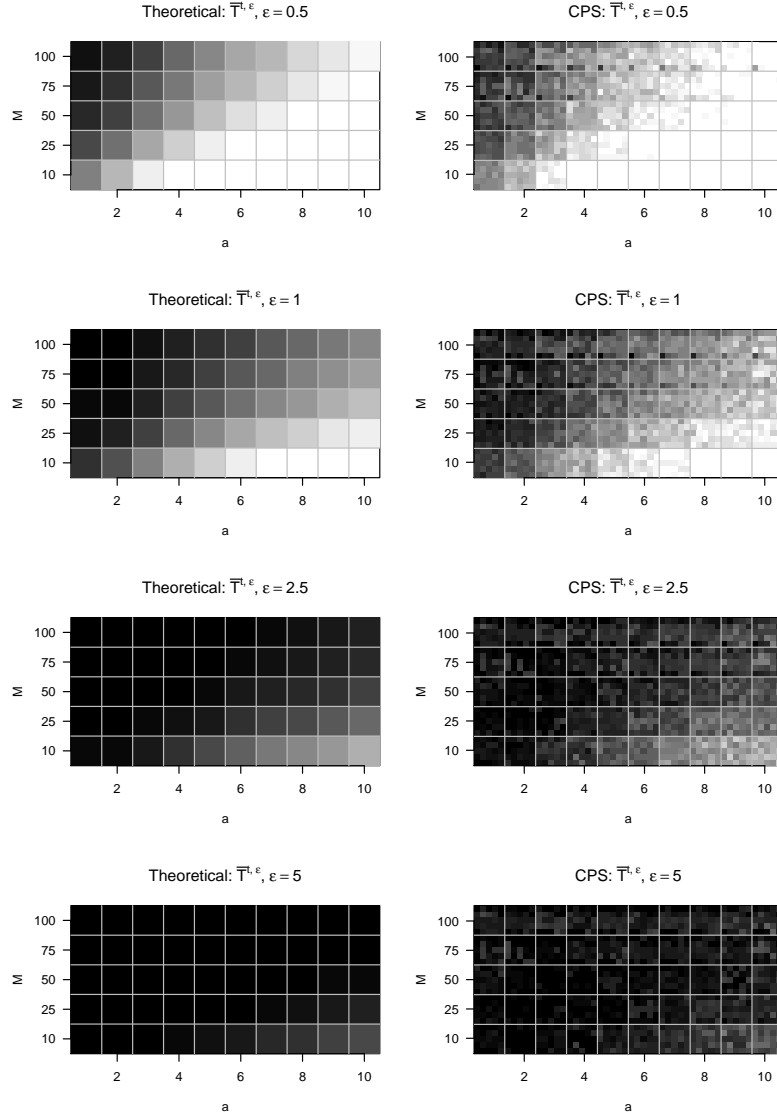 Theoretical: T̅^{t, ε}, ε = 0.5
CPS: T̅^{t, ε}, ε = 0.5
100
75
50
25
10
M
2 4 6 8 10
a
100
75
50
25
10
M
2 4 6 8 10
a
Theoretical: T̅^{t, ε}, ε = 1
CPS: T̅^{t, ε}, ε = 1
100
75
50
25
10
M
2 4 6 8 10
a
100
75
50
25
10
M
2 4 6 8 10
a
Theoretical: T̅^{t, ε}, ε = 2.5
CPS: T̅^{t, ε}, ε = 2.5
100
75
50
25
10
M
2 4 6 8 10
a
100
75
50
25
10
M
2 4 6 8 10
a
Theoretical: T̅^{t, ε}, ε = 5
CPS: T̅^{t, ε}, ε = 5
100
75
50
25
10
M
2 4 6 8 10
a
100
75
50
25
10
M
2 4 6 8 10
a